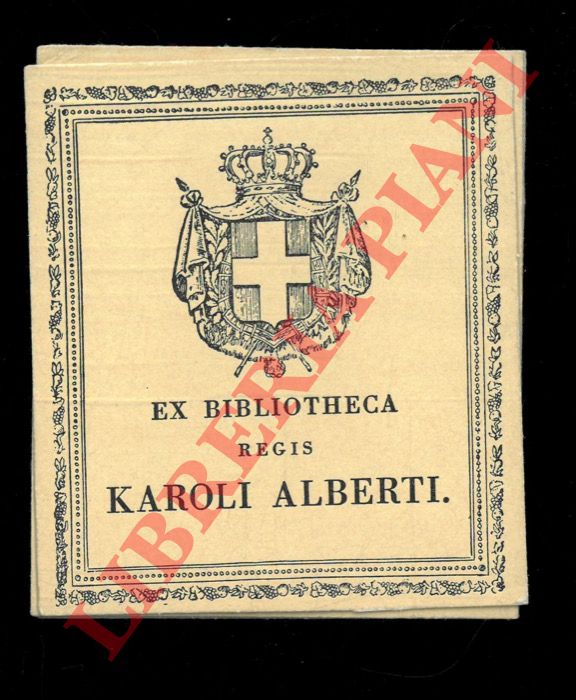 EX BIBLIOTHECA
REGIS
KAROLI ALBERTI.
LIBRERIA PIANI